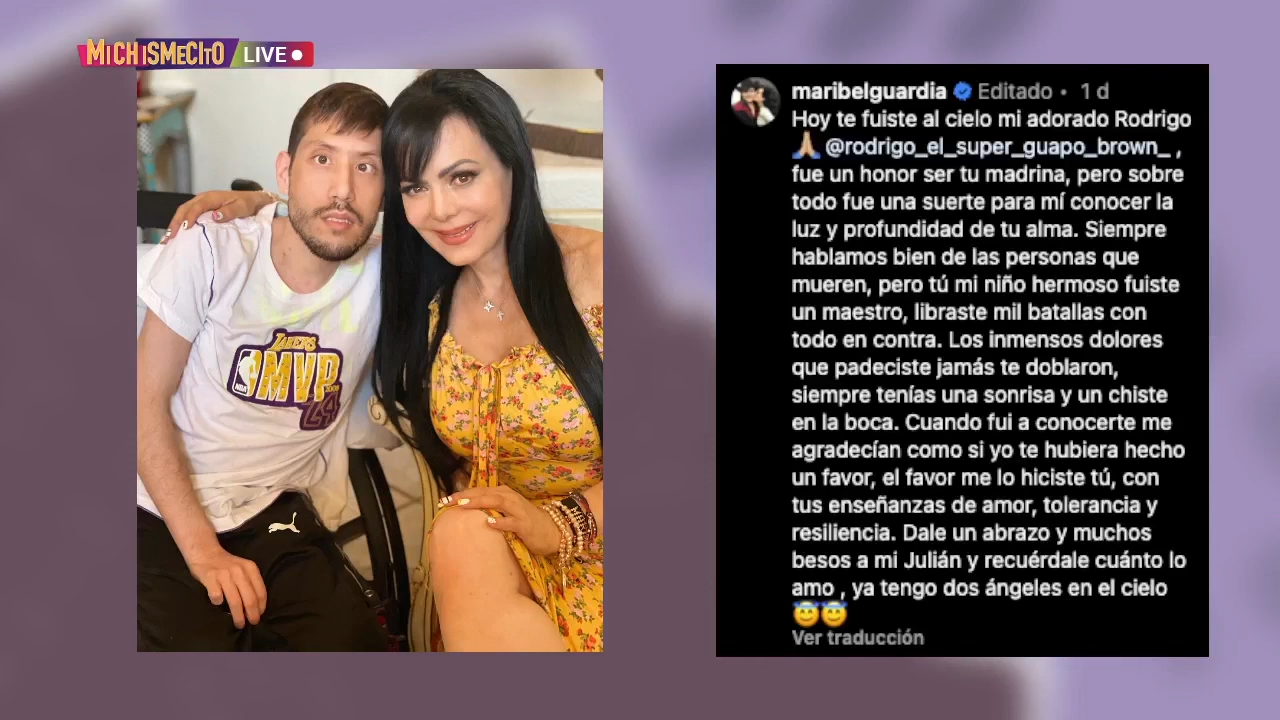 MICHISMECITO LIVE
LAKERS
NBA MVP
24
maribelguardia Editado • 1 d
Hoy te fuiste al cielo mi adorado Rodrigo
🙏🏼 @rodrigo_el_super_guapo_brown_ ,
fue un honor ser tu madrina, pero sobre
todo fue una suerte para mí conocer la
luz y profundidad de tu alma. Siempre
hablamos bien de las personas que
mueren, pero tú mi niño hermoso fuiste
un maestro, libraste mil batallas con
todo en contra. Los inmensos dolores
que padeciste jamás te doblaron,
siempre tenías una sonrisa y un chiste
en la boca. Cuando fui a conocerte me
agradecían como si yo te hubiera hecho
un favor, el favor me lo hiciste tú, con
tus enseñanzas de amor, tolerancia y
resiliencia. Dale un abrazo y muchos
besos a mi Julián y recuérdale cuánto lo
amo , ya tengo dos ángeles en el cielo
😇😇
Ver traducción